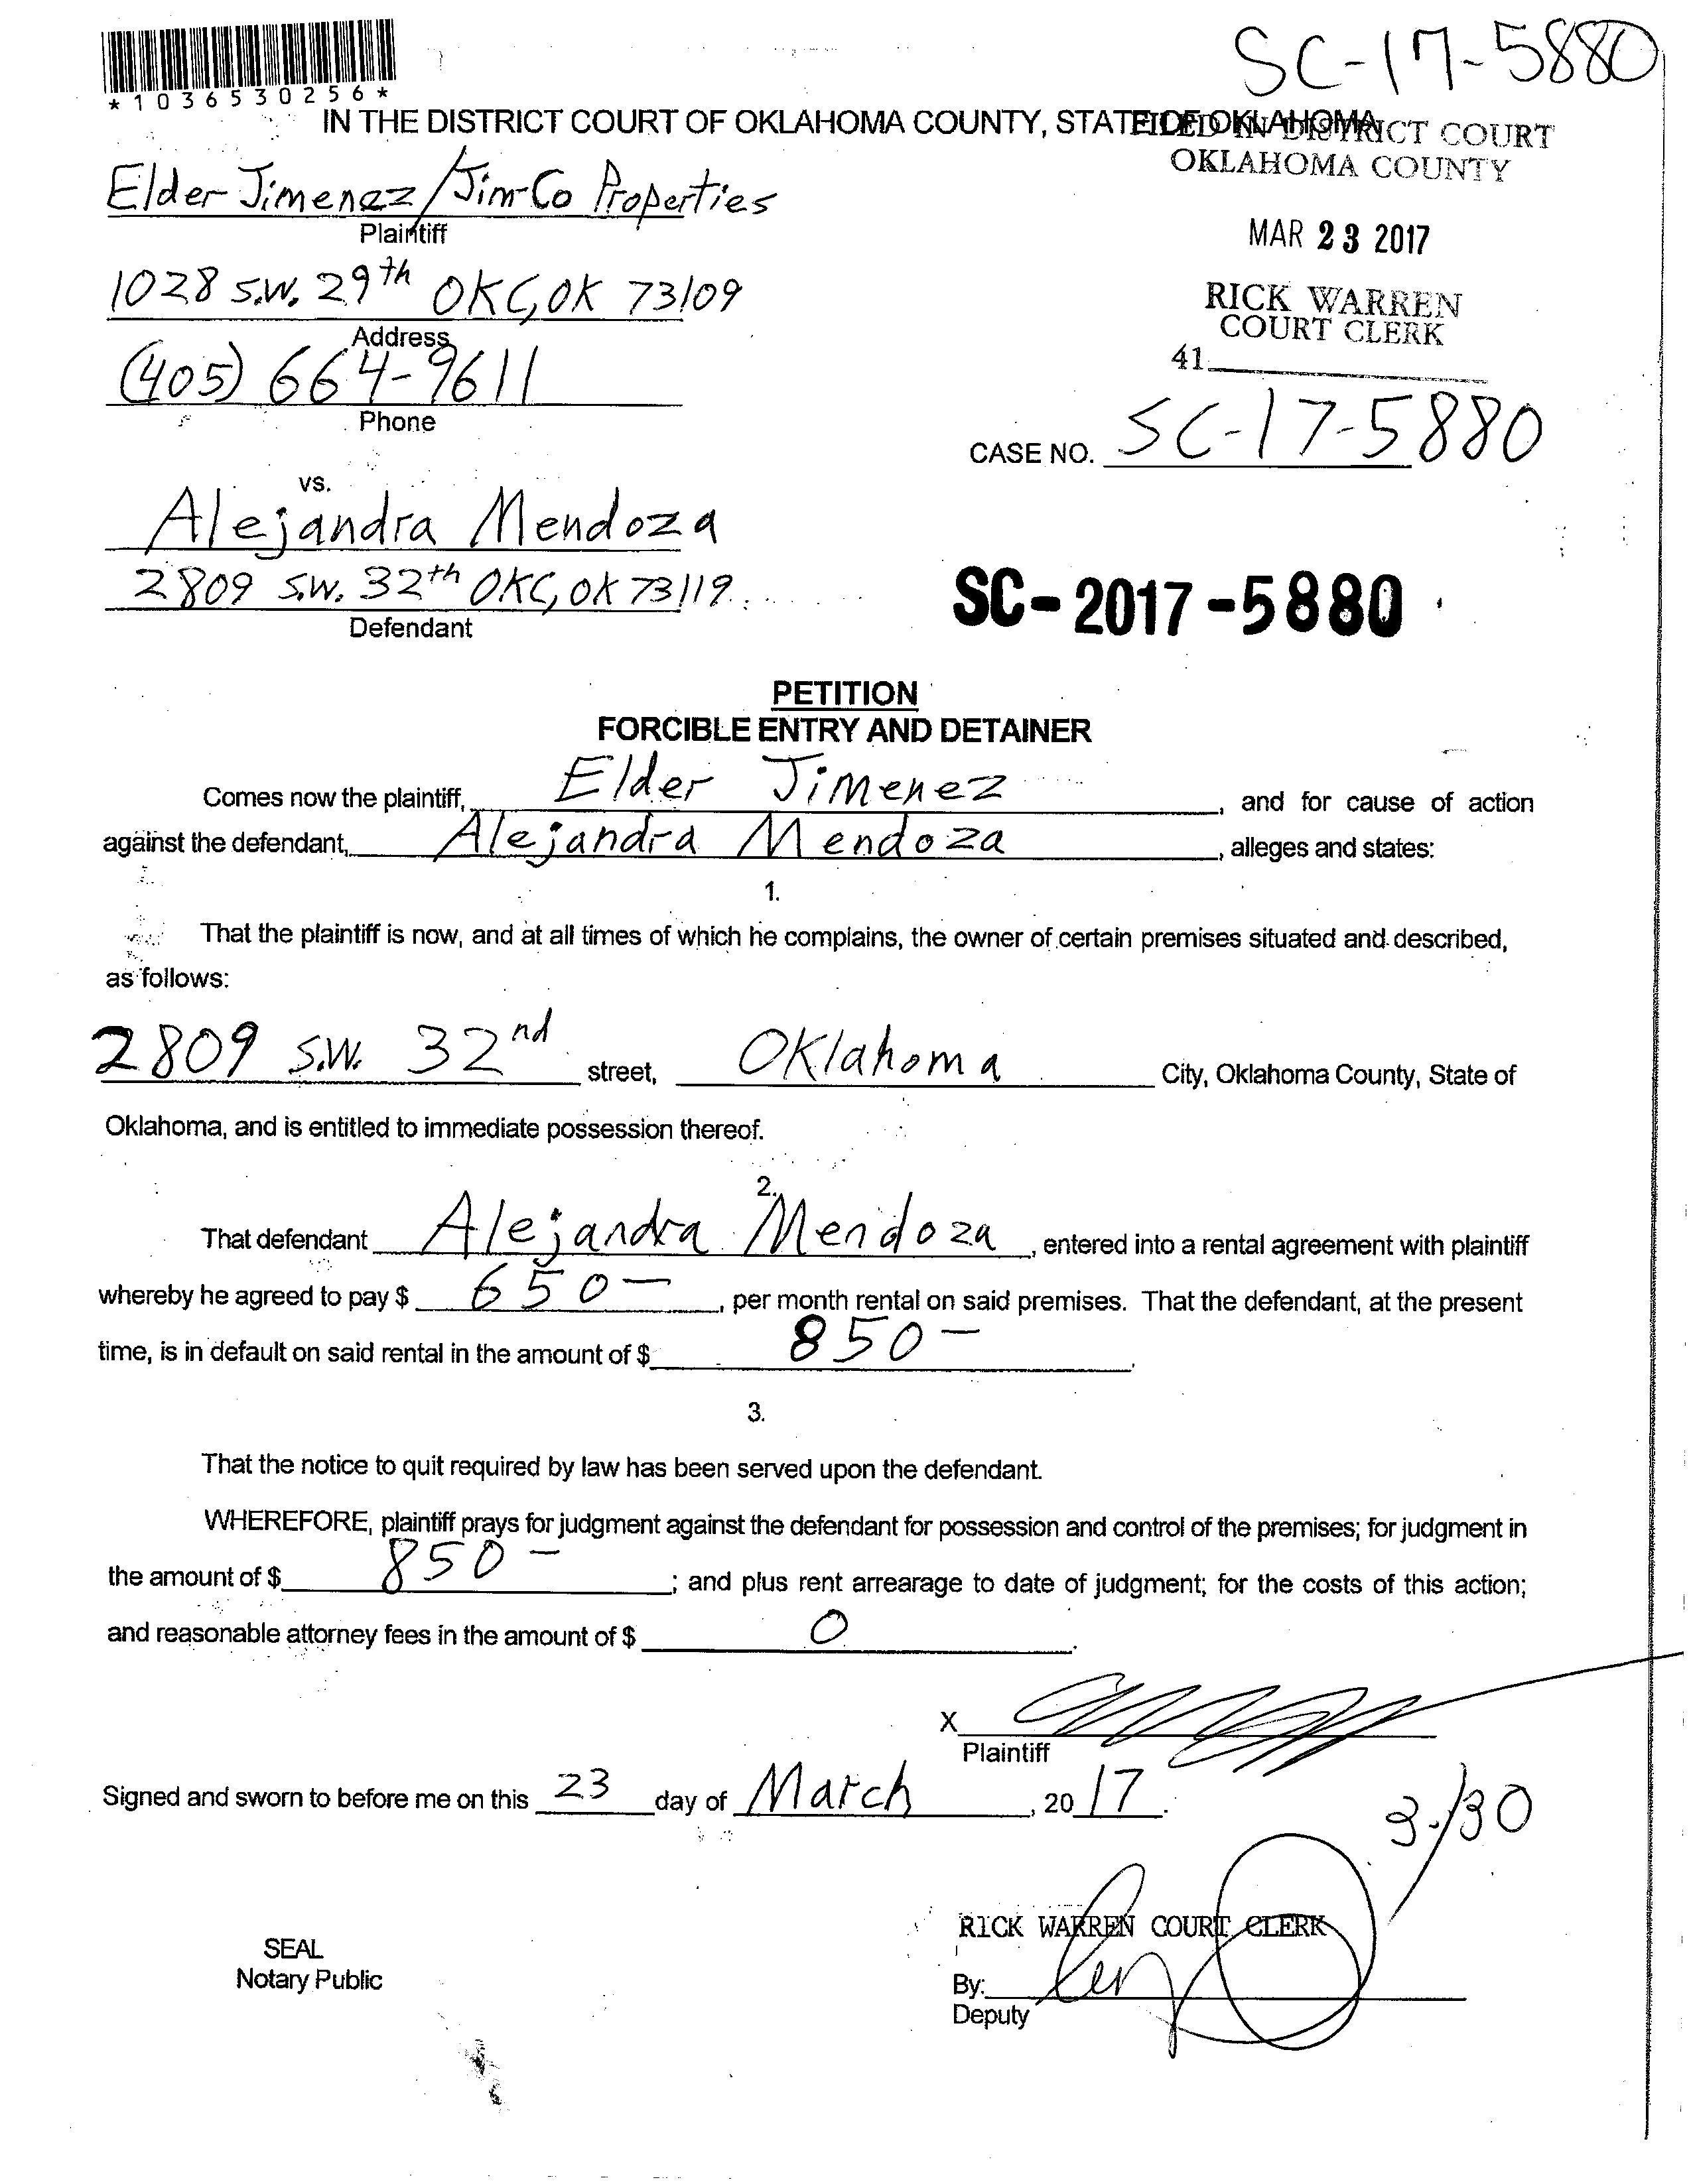 SC-17-5880
*1036530256*
IN THE DISTRICT COURT OF OKLAHOMA COUNTY, STATE OF OKLAHOMA
FILED IN DISTRICT COURT
OKLAHOMA COUNTY
Elder Jimenez/Jim-Co Properties
Plaintiff
MAR 23 2017
1028 S.W. 29th OKC, OK 73109
Address
RICK WARREN
COURT CLERK
41
(405) 664-9611
Phone
CASE NO. SC-17-5880
vs.
Alejandra Mendoza
2809 S.W. 32th OKC, OK 73119
Defendant
SC-2017-5880
PETITION
FORCIBLE ENTRY AND DETAINER
Comes now the plaintiff, Elder Jimenez, and for cause of action
against the defendant, Alejandra Mendoza, alleges and states:
1.
That the plaintiff is now, and at all times of which he complains, the owner of certain premises situated and described,
as follows:
2809 S.W. 32nd street, Oklahoma City, Oklahoma County, State of
Oklahoma, and is entitled to immediate possession thereof.
2.
That defendant Alejandra Mendoza, entered into a rental agreement with plaintiff
whereby he agreed to pay $ 650-, per month rental on said premises. That the defendant, at the present
time, is in default on said rental in the amount of $ 850-.
3.
That the notice to quit required by law has been served upon the defendant.
WHEREFORE, plaintiff prays for judgment against the defendant for possession and control of the premises; for judgment in
the amount of $ 850-; and plus rent arrearage to date of judgment; for the costs of this action;
and reasonable attorney fees in the amount of $ 0.
X
Plaintiff
Signed and sworn to before me on this 23 day of March, 2017.
3/30
RICK WARREN COURT CLERK
SEAL
Notary Public
By:
Deputy